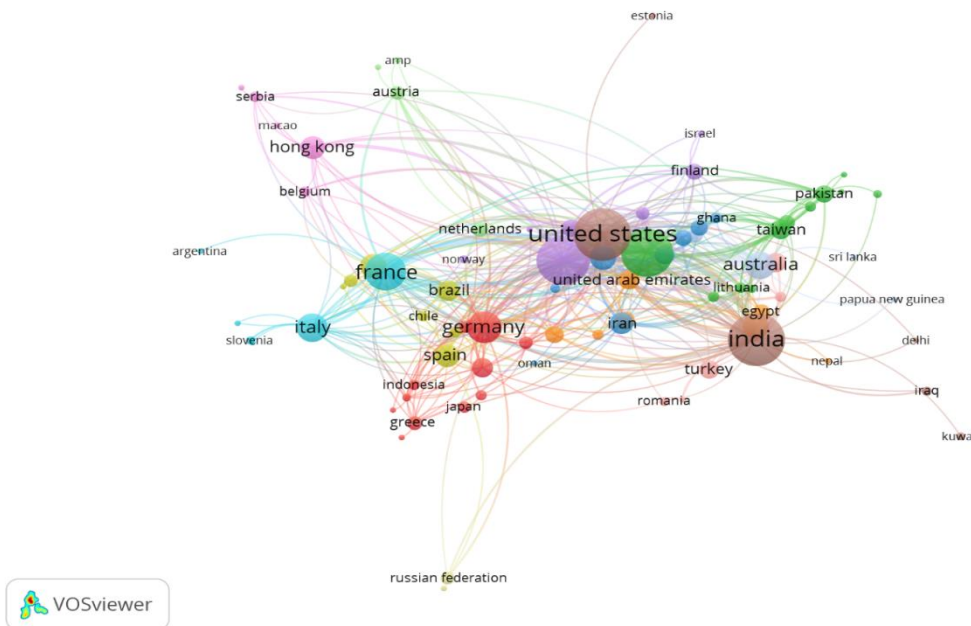 estonia
amp
austria
serbia
macao
israel
hong kong
finland
belgium
pakistan
ghana
netherlands
united states
taiwan
argentina
norway
sri lanka
france
australia
united arab emirates
brazil
lithuania
papua new guinea
chile
egypt
italy
germany
iran
slovenia
india
delhi
spain
oman
nepal
turkey
indonesia
iraq
romania
japan
greece
kuwa
russian federation
VOSviewer